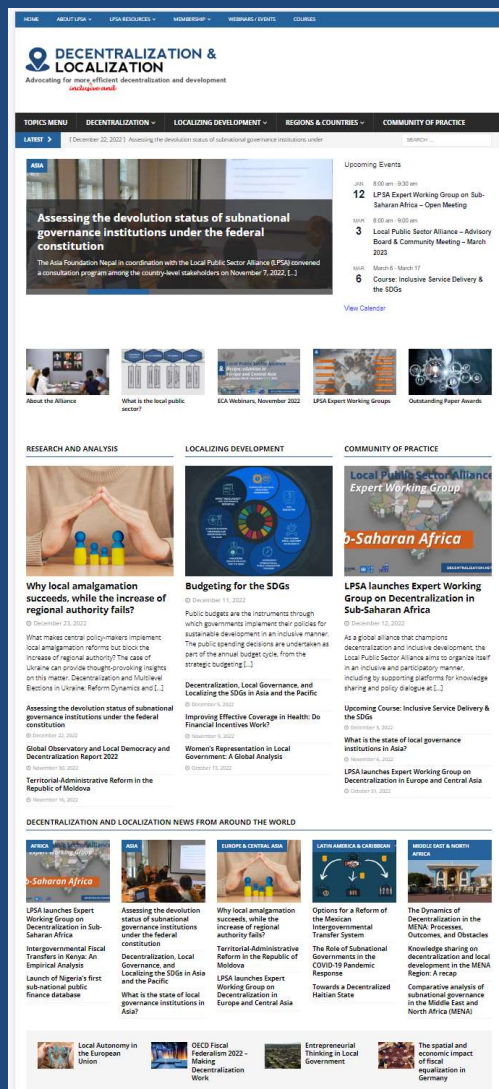 HOME ABOUT LPSA LPSA RESOURCES MEMBERSHIP WEBINARS / EVENTS COURSES
DECENTRALIZATION &
LOCALIZATION
Advocating for more efficient decentralization and development
inclusive and
TOPICS MENU DECENTRALIZATION LOCALIZING DEVELOPMENT REGIONS & COUNTRIES COMMUNITY OF PRACTICE
LATEST [ December 22, 2022 ] Assessing the devolution status of subnational governance institutions under SEARCH ...
ASIA
Assessing the devolution status of subnational
governance institutions under the federal
constitution
The Asia Foundation Nepal in coordination with the Local Public Sector Alliance (LPSA) convened
a consultation program among the country-level stakeholders on November 7, 2022, [...]
Upcoming Events
JAN
12
8:00 am - 9:30 am
LPSA Expert Working Group on Sub-
Saharan Africa – Open Meeting
MAR
3
8:00 am - 9:00 am
Local Public Sector Alliance – Advisory
Board & Community Meeting – March
2023
MAR
6
March 6 - March 17
Course: Inclusive Service Delivery &
the SDGs
View Calendar
About the Alliance
What is the local public
sector?
ECA Webinars, November 2022
LPSA Expert Working Groups
Outstanding Paper Awards
RESEARCH AND ANALYSIS
Why local amalgamation
succeeds, while the increase of
regional authority fails?
December 23, 2022
What makes central policy-makers implement
local amalgamation reforms but block the
increase of regional authority? The case of
Ukraine can provide thought-provoking insights
on this matter. Decentralization and Multilevel
Elections in Ukraine: Reform Dynamics and [...]
Assessing the devolution status of subnational
governance institutions under the federal
constitution
December 22, 2022
Global Observatory and Local Democracy and
Decentralization Report 2022
November 30, 2022
Territorial-Administrative Reform in the
Republic of Moldova
November 16, 2022
LOCALIZING DEVELOPMENT
Budgeting for the SDGs
December 11, 2022
Public budgets are the instruments through
which governments implement their policies for
sustainable development in an inclusive manner.
The public spending decisions are undertaken as
part of the annual budget cycle, from the
strategic budgeting [...]
Decentralization, Local Governance, and
Localizing the SDGs in Asia and the Pacific
December 5, 2022
Improving Effective Coverage in Health: Do
Financial Incentives Work?
November 9, 2022
Women's Representation in Local
Government: A Global Analysis
October 13, 2022
COMMUNITY OF PRACTICE
Local Public Sector Alliance
Expert Working Group
b-Saharan Africa
LPSA launches Expert Working
Group on Decentralization in
Sub-Saharan Africa
December 12, 2022
As a global alliance that champions
decentralization and inclusive development, the
Local Public Sector Alliance aims to organize itself
in an inclusive and participatory manner,
including by supporting platforms for knowledge
sharing and policy dialogue at [...]
Upcoming Course: Inclusive Service Delivery &
the SDGs
December 8, 2022
What is the state of local governance
institutions in Asia?
November 6, 2022
LPSA launches Expert Working Group on
Decentralization in Europe and Central Asia
October 31, 2022
DECENTRALIZATION AND LOCALIZATION NEWS FROM AROUND THE WORLD
AFRICA
b-Saharan Africa
LPSA launches Expert
Working Group on
Decentralization in Sub-
Saharan Africa
Intergovernmental Fiscal
Transfers in Kenya: An
Empirical Analysis
Launch of Nigeria's first
sub-national public
finance database
ASIA
Assessing the devolution
status of subnational
governance institutions
under the federal
constitution
Decentralization, Local
Governance, and
Localizing the SDGs in Asia
and the Pacific
What is the state of local
governance institutions in
Asia?
EUROPE & CENTRAL ASIA
Why local amalgamation
succeeds, while the
increase of regional
authority fails?
Territorial-Administrative
Reform in the Republic of
Moldova
LPSA launches Expert
Working Group on
Decentralization in
Europe and Central Asia
LATIN AMERICA & CARIBBEAN
Options for a Reform of
the Mexican
Intergovernmental
Transfer System
The Role of Subnational
Governments in the
COVID-19 Pandemic
Response
Towards a Decentralized
Haitian State
MIDDLE EAST & NORTH
AFRICA
The Dynamics of
Decentralization in the
MENA: Processes,
Outcomes, and Obstacles
Knowledge sharing on
decentralization and local
development in the MENA
Region: A recap
Comparative analysis of
subnational governance
in the Middle East and
North Africa (MENA)
Local Autonomy in
the European
Union
OECD Fiscal
Federalism 2022 –
Making
Decentralization
Work
Entrepreneurial
Thinking in Local
Government
The spatial and
economic impact
of fiscal
equalization in
Germany